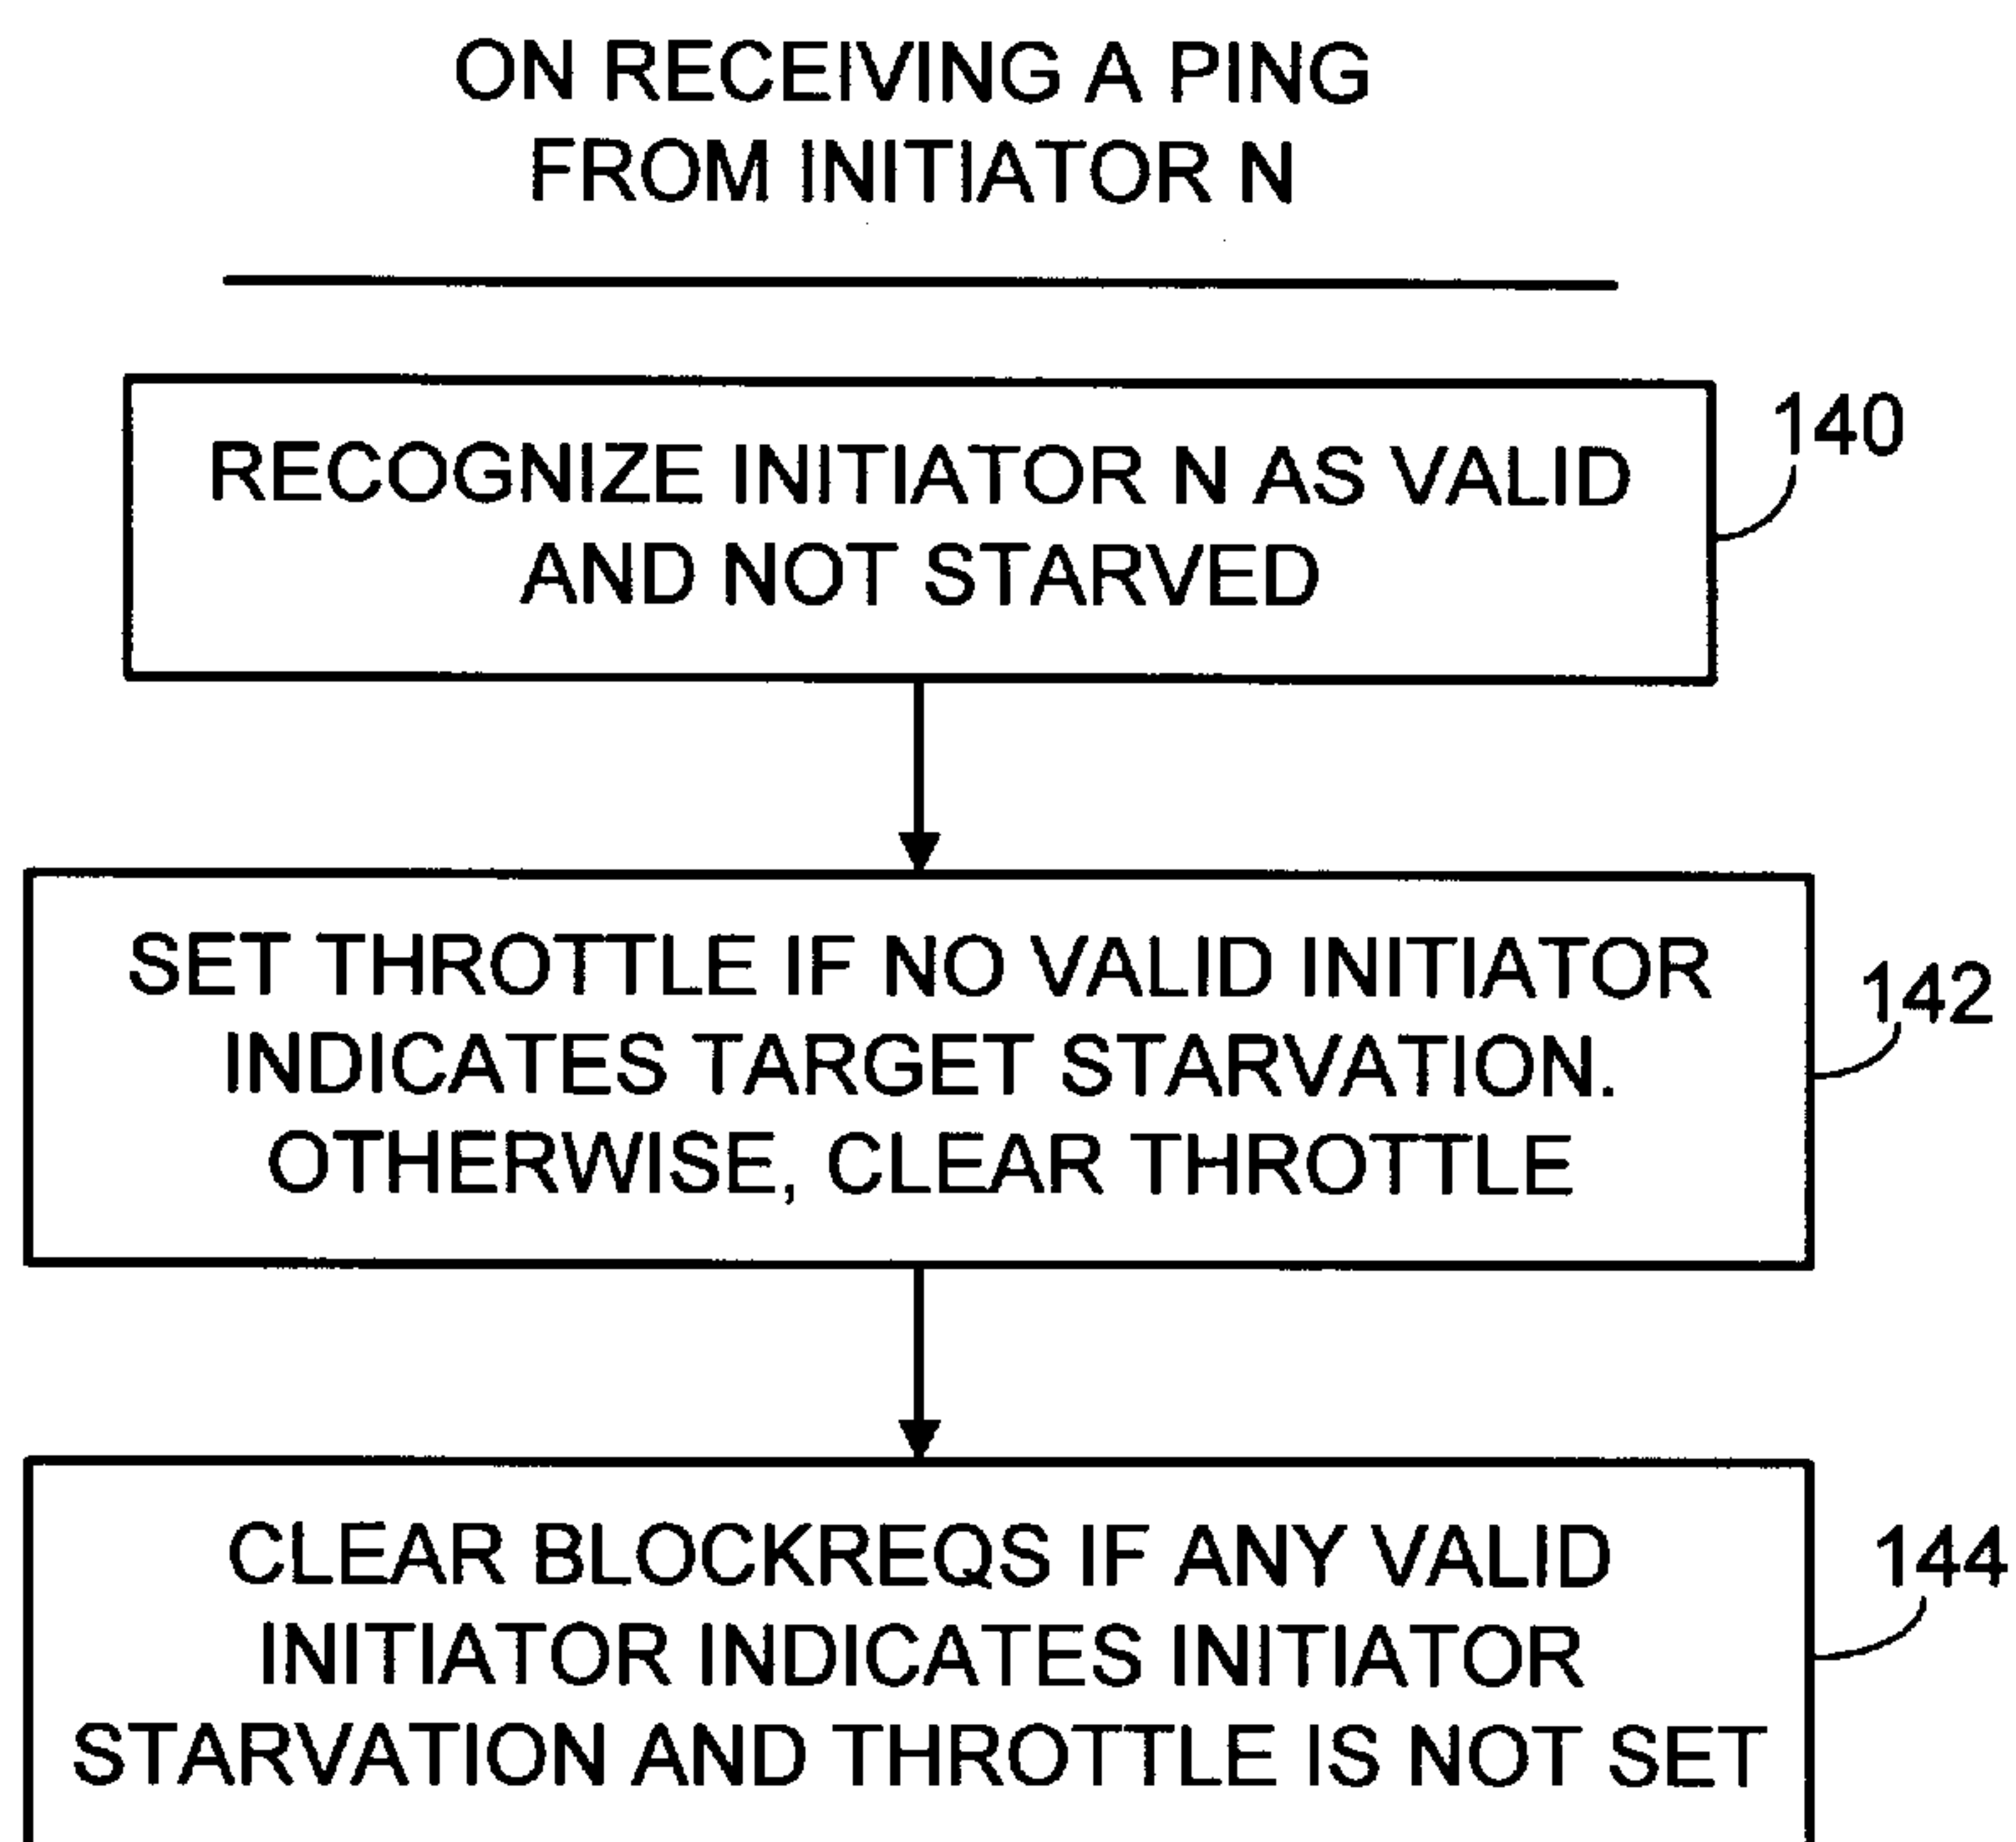 ON RECEIVING A PING
FROM INITIATOR N
RECOGNIZE INITIATOR N AS VALID
AND NOT STARVED
140
SET THROTTLE IF NO VALID INITIATOR
INDICATES TARGET STARVATION.
OTHERWISE, CLEAR THROTTLE
142
CLEAR BLOCKREQS IF ANY VALID
INITIATOR INDICATES INITIATOR
STARVATION AND THROTTLE IS NOT SET
144